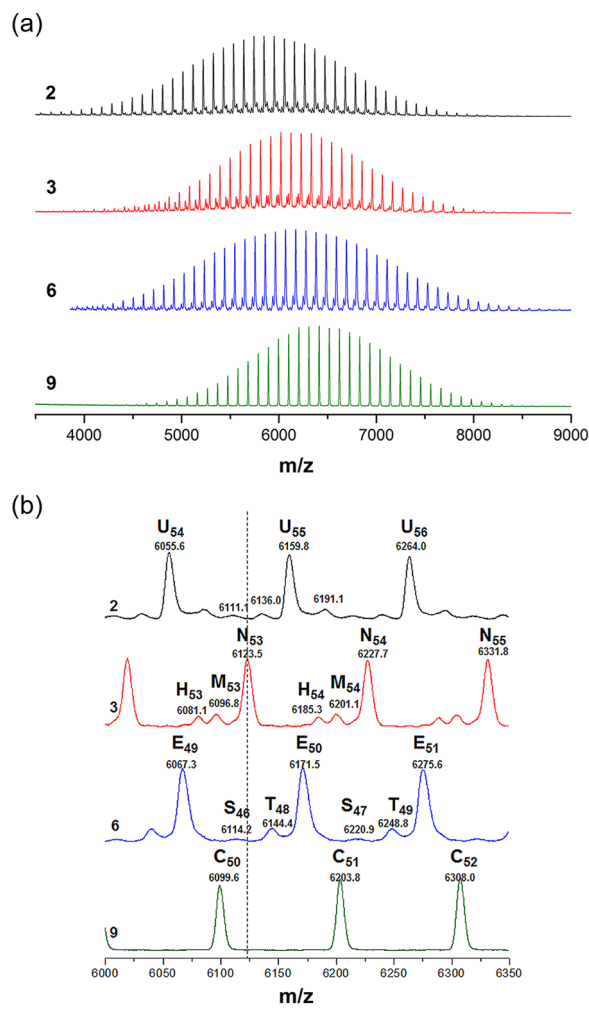 (a)
2
3
6
9
4000 5000 6000 7000 8000 9000
m/z
(b)
U54 U55 U56
6055.6 6159.8 6264.0
6111.1 6136.0 6191.1
2
N53 N54 N55
6123.5 6227.7 6331.8
H53 M53 H54 M54
6081.1 6096.8 6185.3 6201.1
3
E49 E50 E51
6067.3 6171.5 6275.6
S46 T48 S47 T49
6114.2 6144.4 6220.9 6248.8
6
C50 C51 C52
6099.6 6203.8 6308.0
9
6000 6050 6100 6150 6200 6250 6300 6350
m/z